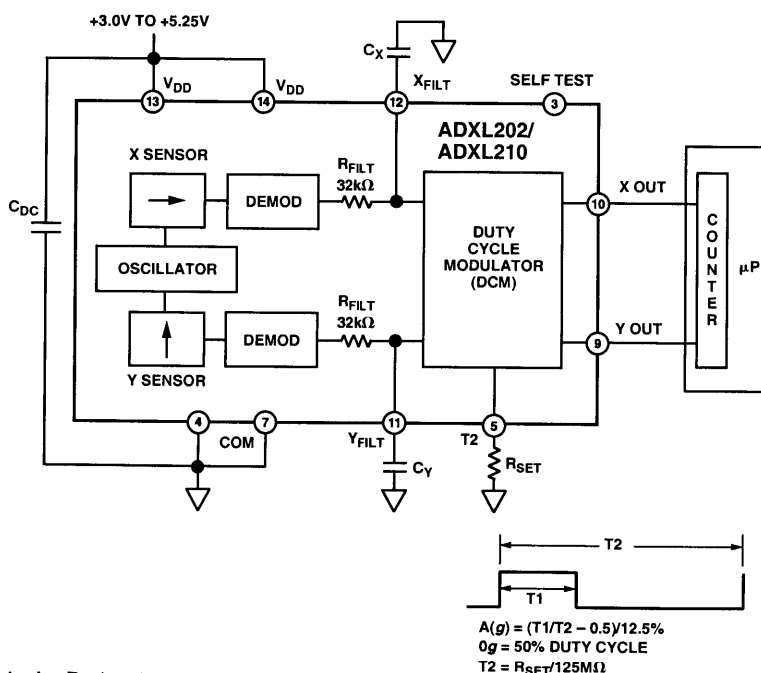 +3.0V TO +5.25V
CX
XFILT
SELF TEST
VDD
VDD
13
14
12
3
ADXL202/
ADXL210
X SENSOR
RFILT
32kΩ
DEMOD
X OUT
10
CDC
OSCILLATOR
DUTY
CYCLE
MODULATOR
(DCM)
COUNTER
µP
RFILT
32kΩ
DEMOD
Y OUT
9
Y SENSOR
4
7
COM
11
YFILT
T2
5
CY
RSET
T2
T1
A(g) = (T1/T2 – 0.5)/12.5%
0g = 50% DUTY CYCLE
T2 = RSET/125MΩ